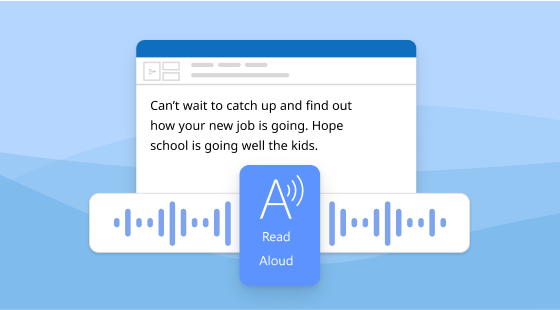 Can't wait to catch up and find out
how your new job is going. Hope
school is going well the kids.
Read
Aloud